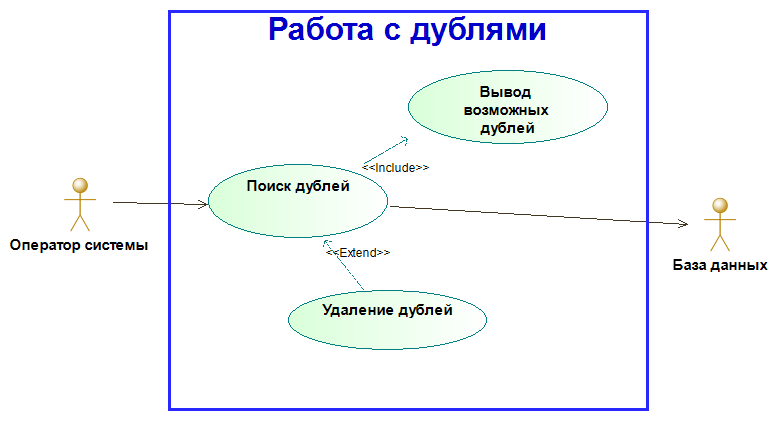 Работа с дублями
Вывод
возможных
дублей
<<Include>>
Поиск дублей
Оператор системы
База данных
<<Extend>>
Удаление дублей